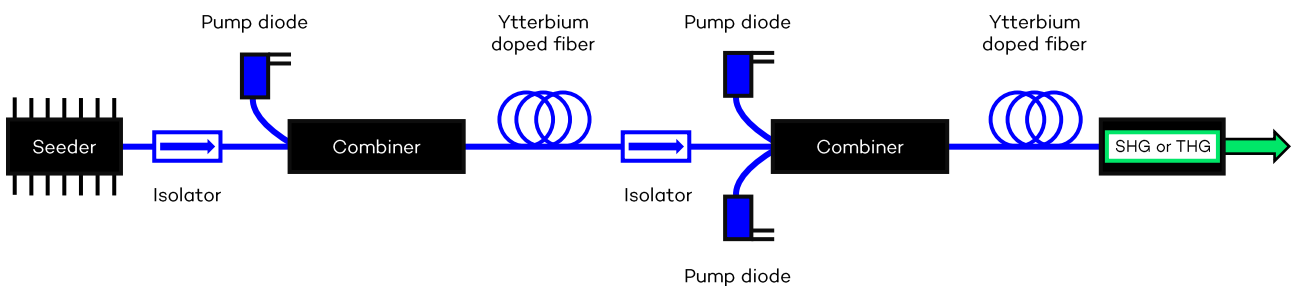 Pump diode
Ytterbium
doped fiber
Pump diode
Ytterbium
doped fiber
Seeder
Combiner
Combiner
SHG or THG
Isolator
Isolator
Pump diode